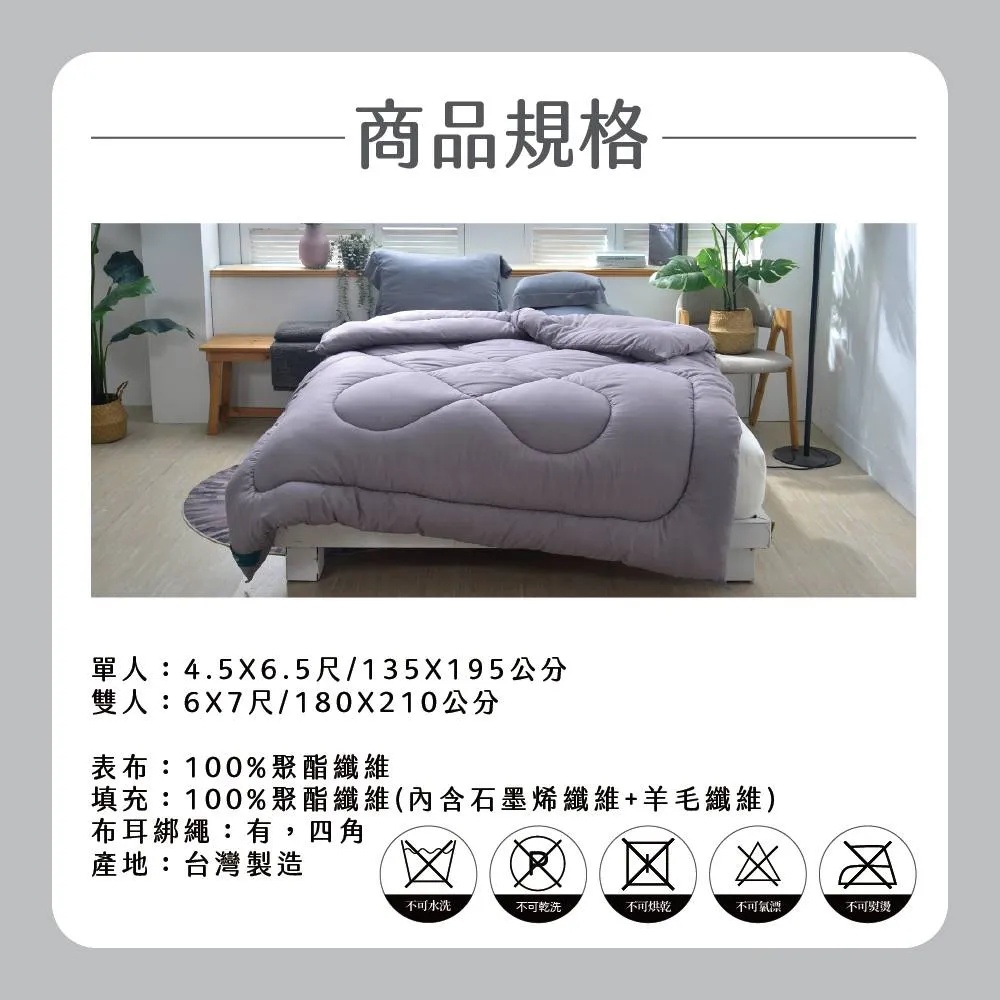 商品規格
單人：4.5X6.5尺/135X195公分
雙人：6X7尺/180X210公分
表布：100%聚酯纖維
填充：100%聚酯纖維(內含石墨烯纖維+羊毛纖維)
布耳綁繩：有，四角
產地：台灣製造
P
不可水洗 不可乾洗 不可烘乾 不可氯漂 不可熨燙